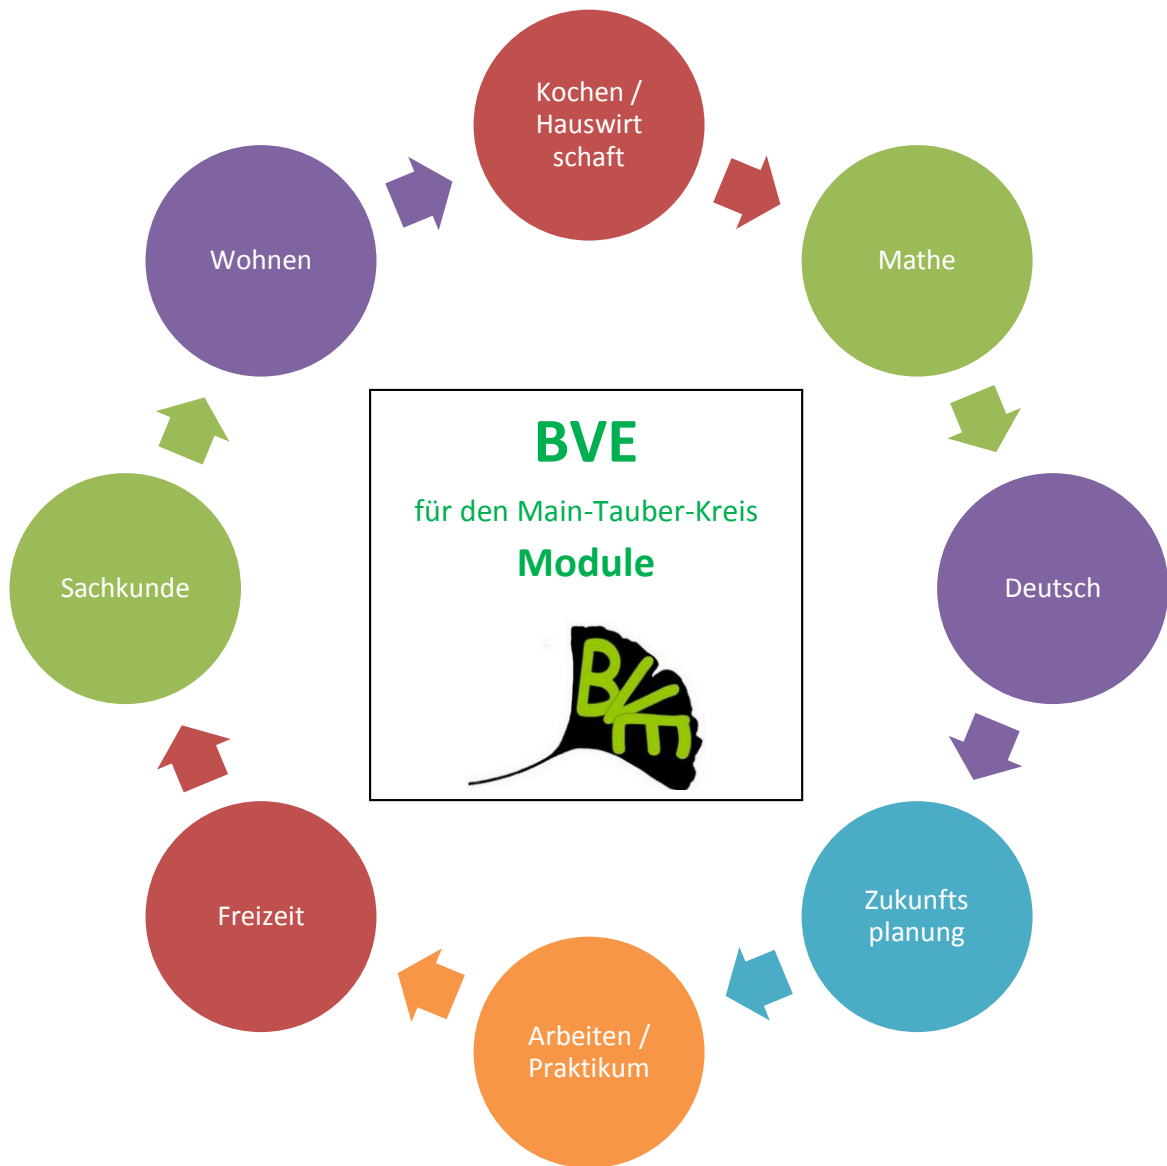 Kochen /
Hauswirt
schaft
Mathe
Deutsch
Zukunfts
planung
Arbeiten /
Praktikum
Freizeit
Sachkunde
Wohnen
BVE
für den Main-Tauber-Kreis
Module
BVE